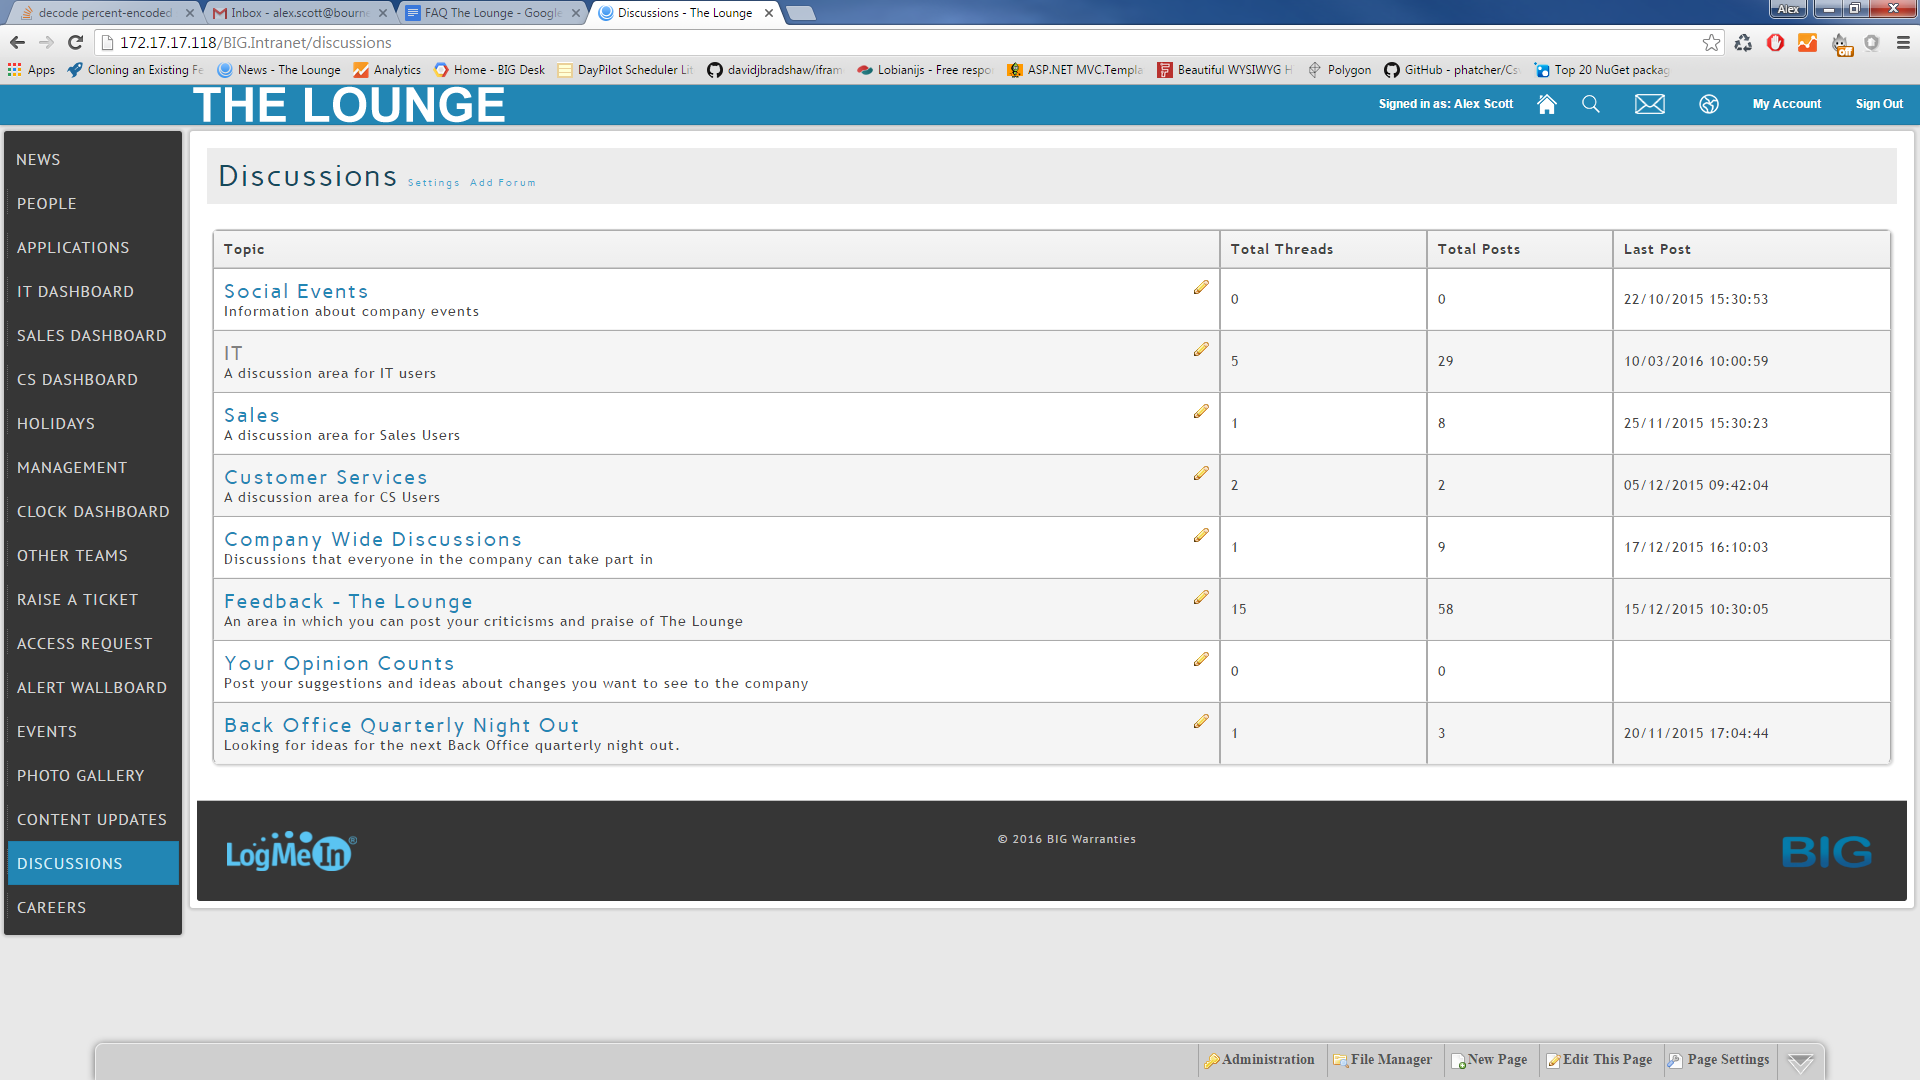 decode percent-encoded
Inbox - alex.scott@bourne
FAQ The Lounge - Google
Discussions - The Lounge
Alex
172.17.17.118/BIG.Intranet/discussions
Apps
Cloning an Existing Fe
News - The Lounge
Analytics
Home - BIG Desk
DayPilot Scheduler Lit
davidjbradshaw/ifram
Lobianijs - Free respo
ASP.NET MVC.Templa
Beautiful WYSIWYG H
Polygon
GitHub - phatcher/Cs
Top 20 NuGet packag
off
THE LOUNGE
Signed in as: Alex Scott
My Account
Sign Out
NEWS
PEOPLE
APPLICATIONS
IT DASHBOARD
SALES DASHBOARD
CS DASHBOARD
HOLIDAYS
MANAGEMENT
CLOCK DASHBOARD
OTHER TEAMS
RAISE A TICKET
ACCESS REQUEST
ALERT WALLBOARD
EVENTS
PHOTO GALLERY
CONTENT UPDATES
DISCUSSIONS
CAREERS
Discussions Settings Add Forum
Topic Total Threads Total Posts Last Post
Social Events
Information about company events
0 0 22/10/2015 15:30:53
IT
A discussion area for IT users
5 29 10/03/2016 10:00:59
Sales
A discussion area for Sales Users
1 8 25/11/2015 15:30:23
Customer Services
A discussion area for CS Users
2 2 05/12/2015 09:42:04
Company Wide Discussions
Discussions that everyone in the company can take part in
1 9 17/12/2015 16:10:03
Feedback - The Lounge
An area in which you can post your criticisms and praise of The Lounge
15 58 15/12/2015 10:30:05
Your Opinion Counts
Post your suggestions and ideas about changes you want to see to the company
0 0
Back Office Quarterly Night Out
Looking for ideas for the next Back Office quarterly night out.
1 3 20/11/2015 17:04:44
LogMeIn®
© 2016 BIG Warranties
BIG
Administration
File Manager
New Page
Edit This Page
Page Settings